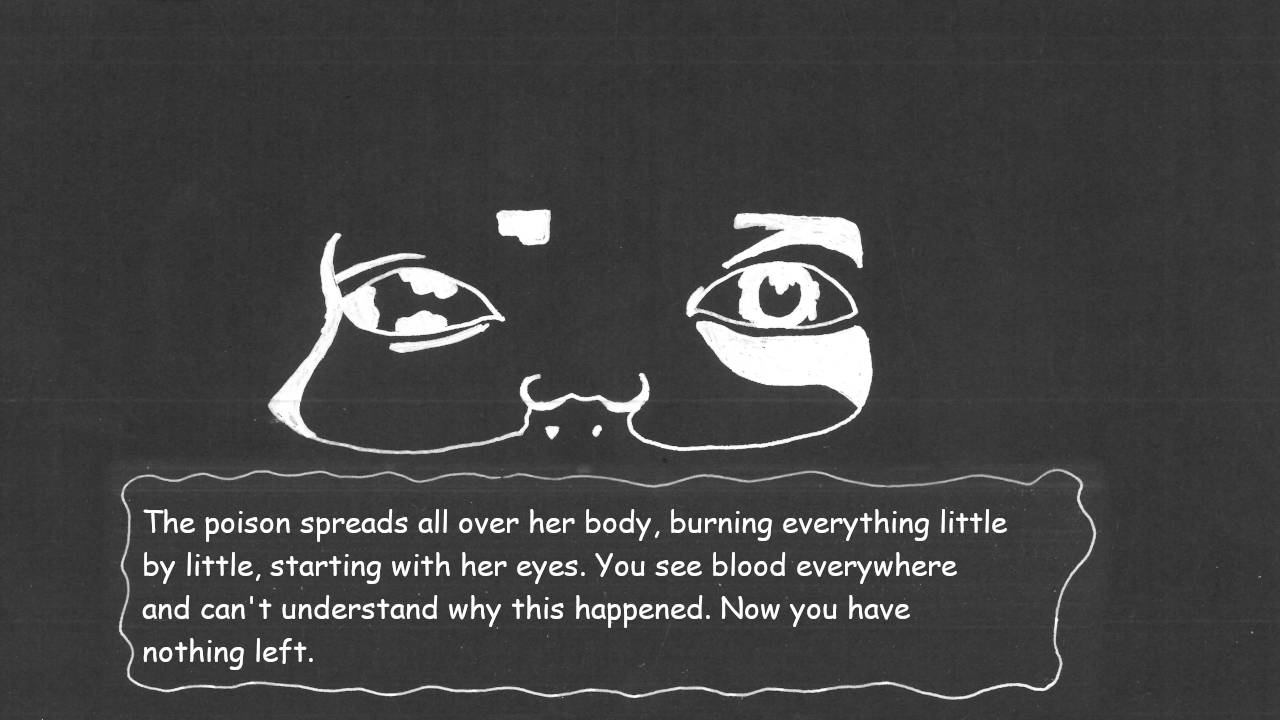 The poison spreads all over her body, burning everything little
by little, starting with her eyes. You see blood everywhere
and can't understand why this happened. Now you have
nothing left.